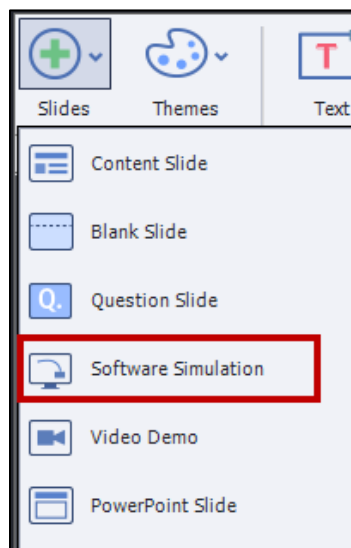 Slides Themes Text
Content Slide
Blank Slide
Q. Question Slide
Software Simulation
Video Demo
PowerPoint Slide